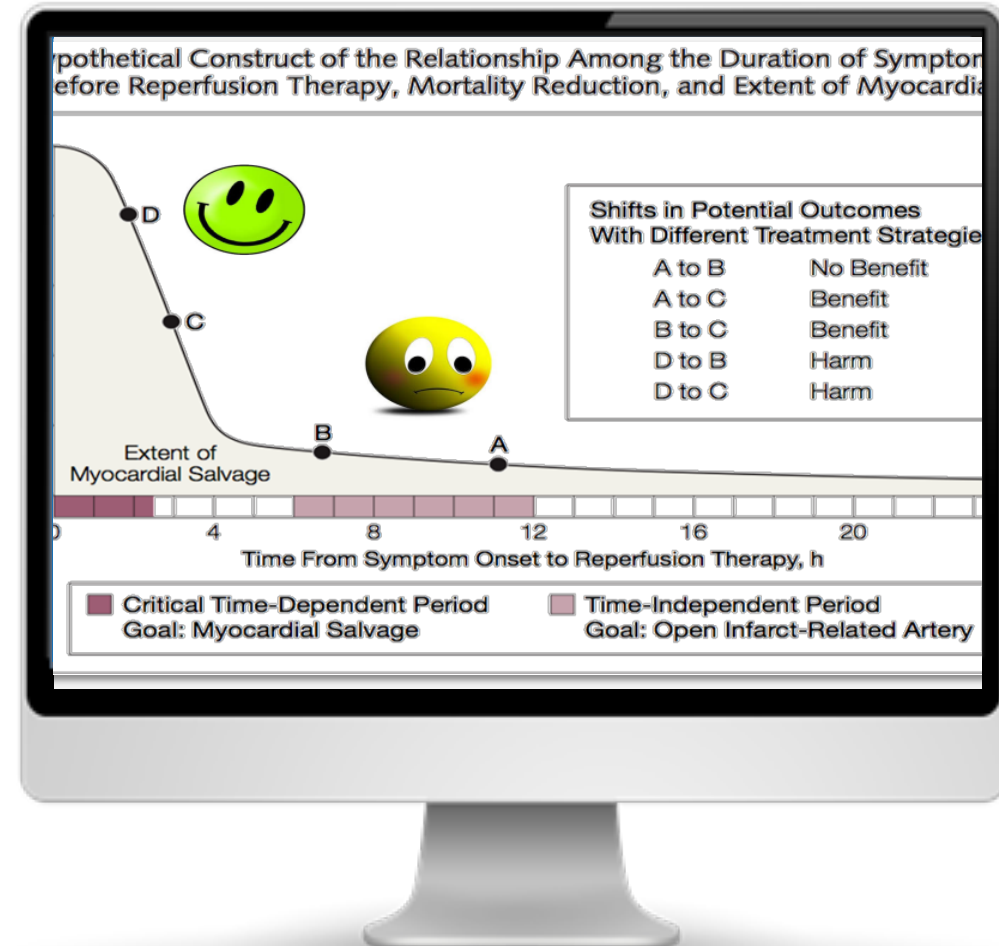 ypothetical Construct of the Relationship Among the Duration of Sympton
efore Reperfusion Therapy, Mortality Reduction, and Extent of Myocardia
D
C
Shifts in Potential Outcomes
With Different Treatment Strategie
A to B No Benefit
A to C Benefit
B to C Benefit
D to B Harm
D to C Harm
B
A
Extent of
Myocardial Salvage
0 4 8 12 16 20
Time From Symptom Onset to Reperfusion Therapy, h
Critical Time-Dependent Period
Goal: Myocardial Salvage
Time-Independent Period
Goal: Open Infarct-Related Artery